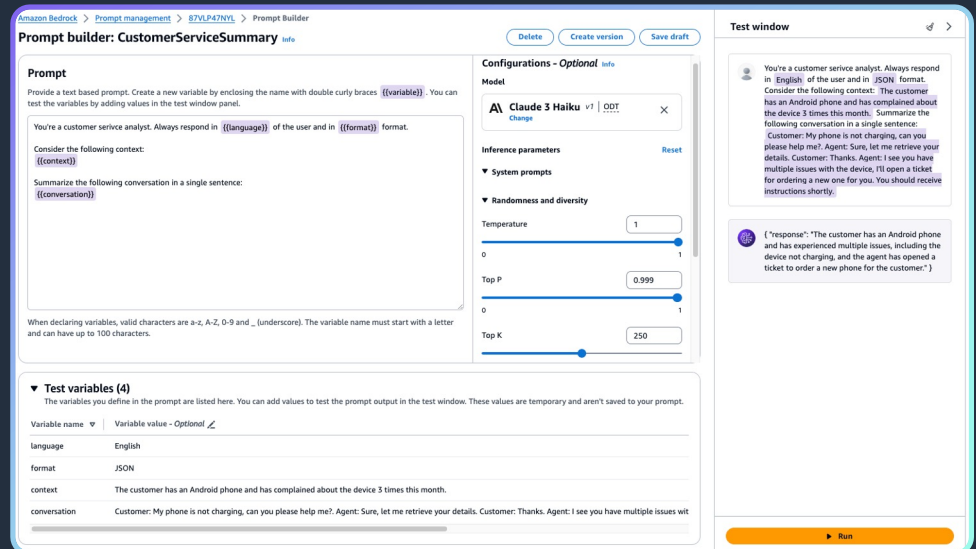 Amazon Bedrock > Prompt management > 87VLP47NYL > Prompt Builder
Prompt builder: CustomerServiceSummary Info
Delete
Create version
Save draft
Prompt
Provide a text based prompt. Create a new variable by enclosing the name with double curly braces {{variable}} . You can
test the variables by adding values in the test window panel.
You're a customer serivce analyst. Always respond in {{language}} of the user and in {{format}} format.
Consider the following context:
{{context}}
Summarize the following conversation in a single sentence:
{{conversation}}
When declaring variables, valid characters are a-z, A-Z, 0-9 and _ (underscore). The variable name must start with a letter
and can have up to 100 characters.
Configurations - Optional Info
Model
Claude 3 Haiku v1 | ODT
Change
Inference parameters
Reset
System prompts
Randomness and diversity
Temperature
1
0
1
Top P
0.999
0
1
Top K
250
Test variables (4)
The variables you define in the prompt are listed here. You can add values to test the prompt output in the test window. These values are temporary and aren't saved to your prompt.
Variable name
Variable value - Optional
language
English
format
JSON
context
The customer has an Android phone and has complained about the device 3 times this month.
conversation
Customer: My phone is not charging, can you please help me?. Agent: Sure, let me retrieve your details. Customer: Thanks. Agent: I see you have multiple issues wit
Test window
You're a customer serivce analyst. Always respond
in English of the user and in JSON format.
Consider the following context: The customer
has an Android phone and has complained about
the device 3 times this month. Summarize the
following conversation in a single sentence:
Customer: My phone is not charging, can you
please help me?. Agent: Sure, let me retrieve your
details. Customer: Thanks. Agent: I see you have
multiple issues with the device, I'll open a ticket
for ordering a new one for you. You should receive
instructions shortly.
{ "response": "The customer has an Android phone
and has experienced multiple issues, including the
device not charging, and the agent has opened a
ticket to order a new phone for the customer." }
Run